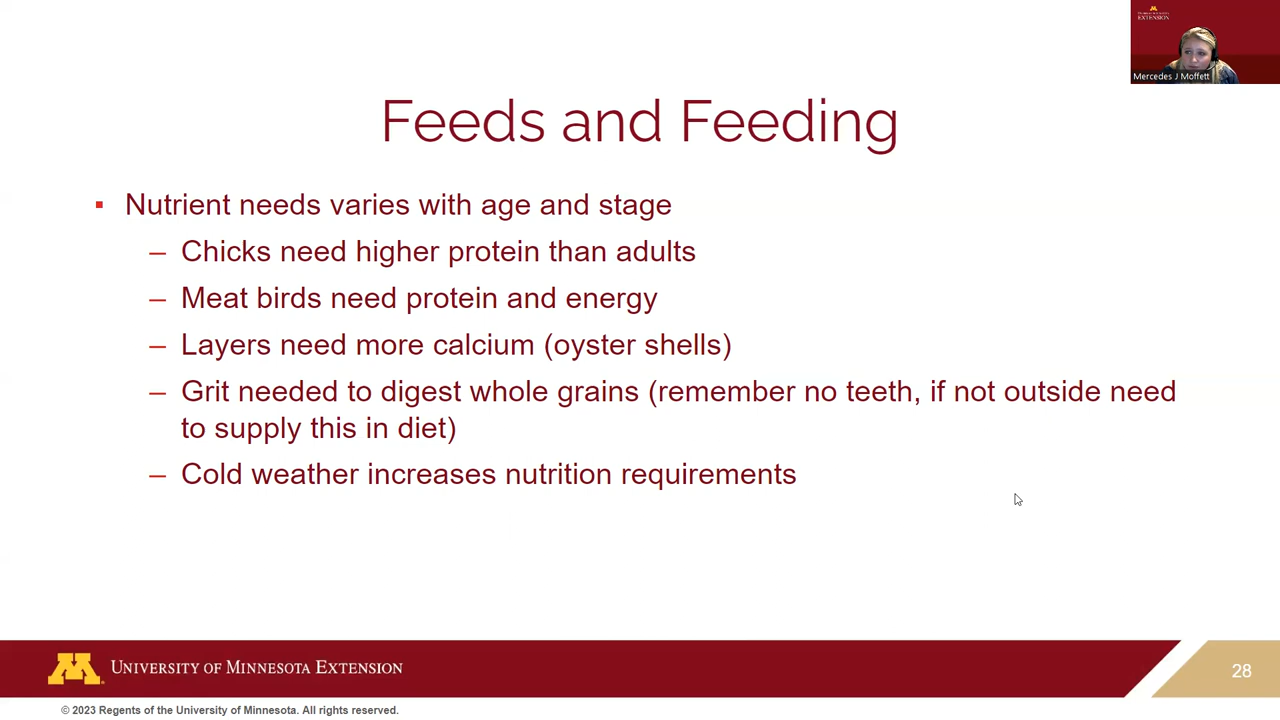 EXTENSION
Mercedes J Moffett
Feeds and Feeding
▪ Nutrient needs varies with age and stage
– Chicks need higher protein than adults
– Meat birds need protein and energy
– Layers need more calcium (oyster shells)
– Grit needed to digest whole grains (remember no teeth, if not outside need
to supply this in diet)
– Cold weather increases nutrition requirements
M
UNIVERSITY OF MINNESOTA EXTENSION
28
© 2023 Regents of the University of Minnesota. All rights reserved.